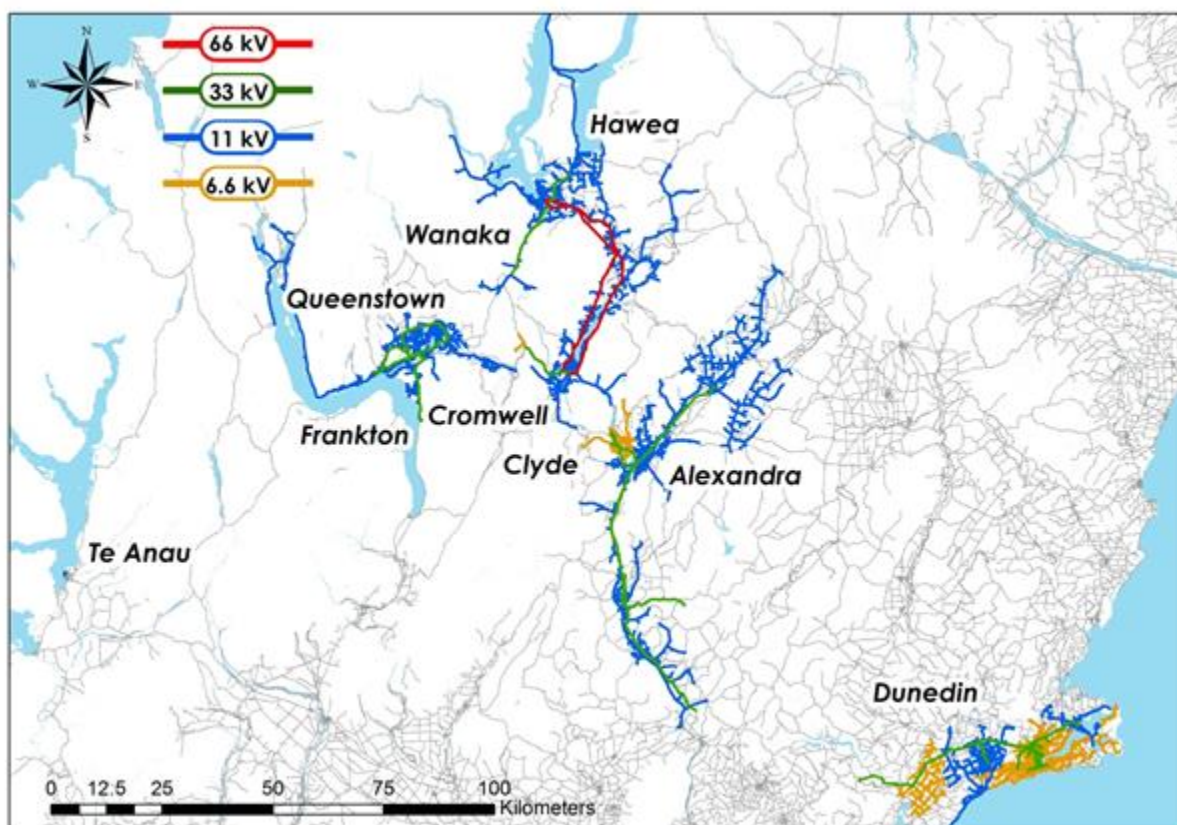 N
W E
S
66 kV
33 kV
11 kV
6.6 kV
Hawea
Wanaka
Queenstown
Cromwell
Frankton
Clyde
Alexandra
Te Anau
Dunedin
0 12.5 25 50 75 100
Kilometers